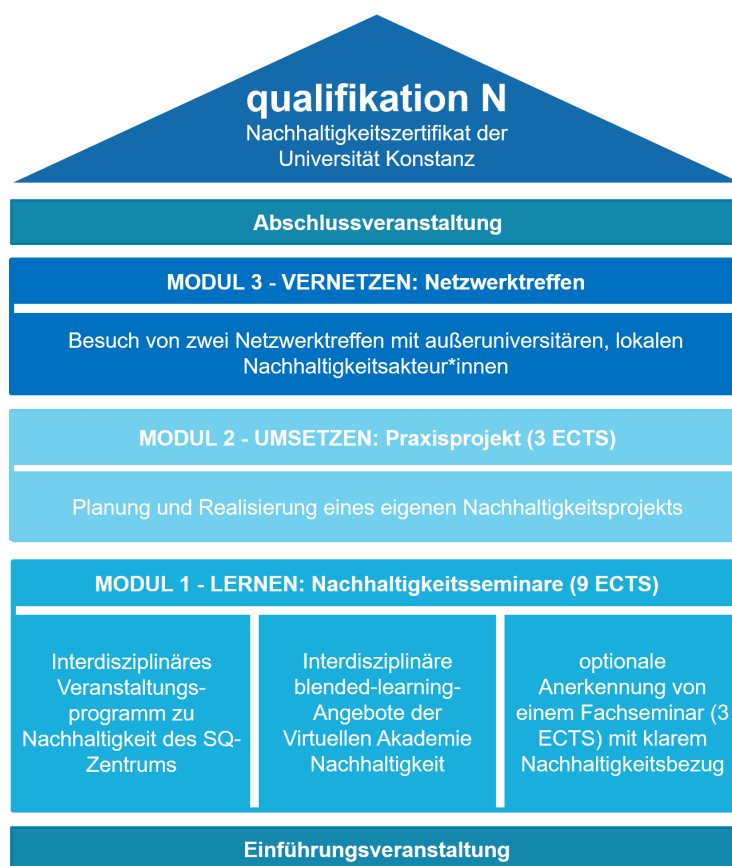 qualifikation N
Nachhaltigkeitszertifikat der
Universität Konstanz
Abschlussveranstaltung
MODUL 3 - VERNETZEN: Netzwerktreffen
Besuch von zwei Netzwerktreffen mit außeruniversitären, lokalen
Nachhaltigkeitsakteur*innen
MODUL 2 - UMSETZEN: Praxisprojekt (3 ECTS)
Planung und Realisierung eines eigenen Nachhaltigkeitsprojekts
MODUL 1 - LERNEN: Nachhaltigkeitsseminare (9 ECTS)
Interdisziplinäres
Veranstaltungs-
programm zu
Nachhaltigkeit des SQ-
Zentrums
Interdisziplinäre
blended-learning-
Angebote der
Virtuellen Akademie
Nachhaltigkeit
optionale
Anerkennung von
einem Fachseminar (3
ECTS) mit klarem
Nachhaltigkeitsbezug
Einführungsveranstaltung